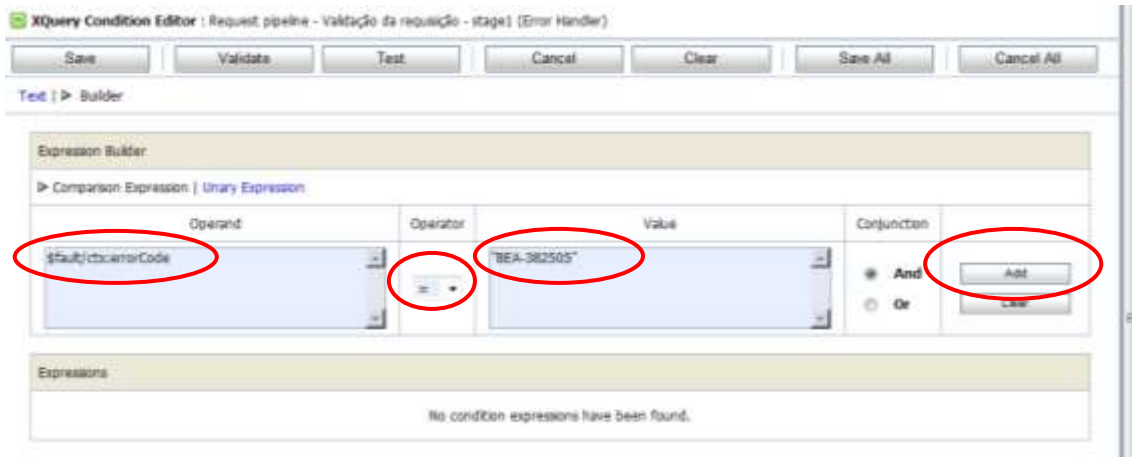 XQuery Condition Editor : Request pipeline - Validação da requisição - stage1 (Error Handler)
Save Validate Test Cancel Clear Save All Cancel All
Text | Builder
Expression Builder
Comparison Expression | Unary Expression
Operand Operator Value Conjunction
$fault/ctx:errorCode = "BEA-382505" And Add
Or Clear
Expressions
No condition expressions have been found.